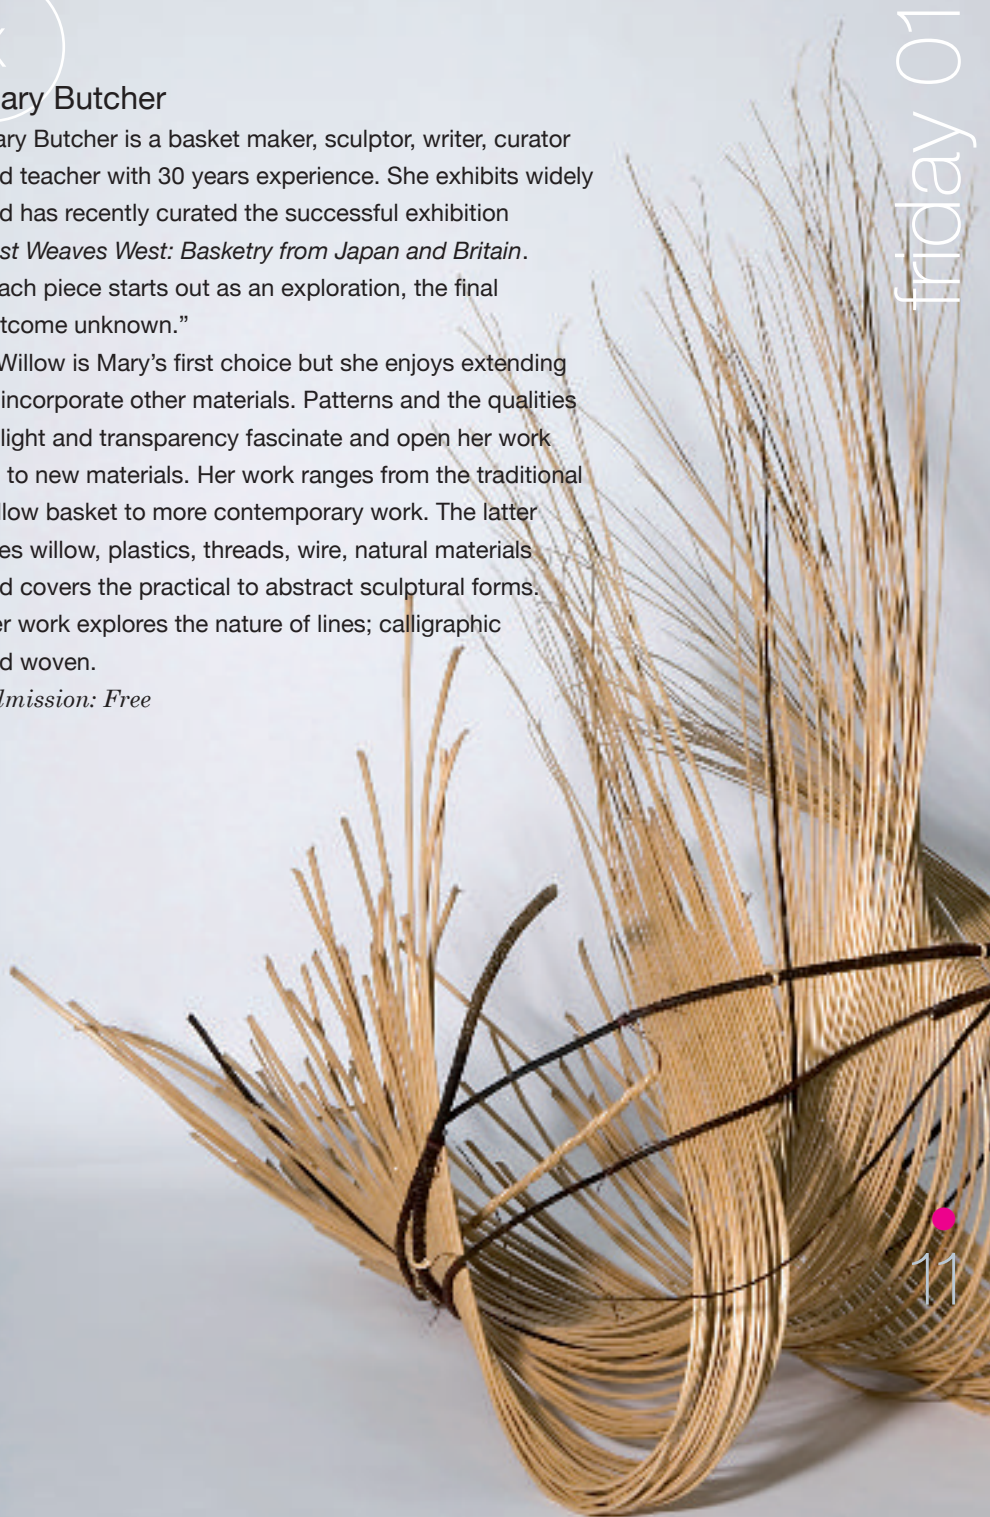 ary Butcher
ary Butcher is a basket maker, sculptor, writer, curator
d teacher with 30 years experience. She exhibits widely
d has recently curated the successful exhibition
st Weaves West: Basketry from Japan and Britain.
ach piece starts out as an exploration, the final
tcome unknown.”
Willow is Mary’s first choice but she enjoys extending
incorporate other materials. Patterns and the qualities
light and transparency fascinate and open her work
to new materials. Her work ranges from the traditional
llow basket to more contemporary work. The latter
es willow, plastics, threads, wire, natural materials
d covers the practical to abstract sculptural forms.
er work explores the nature of lines; calligraphic
d woven.
lmission: Free
friday 01
11